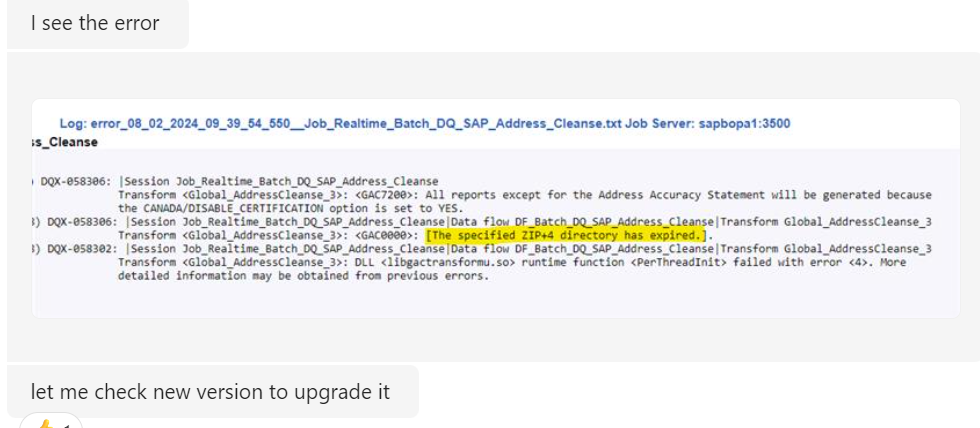 I see the error
Log: error_08_02_2024_09_39_54_550__Job_Realtime_Batch_DQ_SAP_Address_Cleanse.txt Job Server: sapbopa1:3500
ss_Cleanse
) DQX-058306: |Session Job_Realtime_Batch_DQ_SAP_Address_Cleanse
Transform <Global_AddressCleanse_3>: <GAC7200>: All reports except for the Address Accuracy Statement will be generated because
the CANADA/DISABLE_CERTIFICATION option is set to YES.
3) DQX-058306: |Session Job_Realtime_Batch_DQ_SAP_Address_Cleanse|Data flow DF_Batch_DQ_SAP_Address_Cleanse|Transform Global_AddressCleanse_3
Transform <Global_AddressCleanse_3>: <GAC0000>: [The specified ZIP+4 directory has expired.].
3) DQX-058302: |Session Job_Realtime_Batch_DQ_SAP_Address_Cleanse|Data flow DF_Batch_DQ_SAP_Address_Cleanse|Transform Global_AddressCleanse_3
Transform <Global_AddressCleanse_3>: DLL <libgactransformu.so> runtime function <PerThreadInit> failed with error <4>. More
detailed information may be obtained from previous errors.
let me check new version to upgrade it